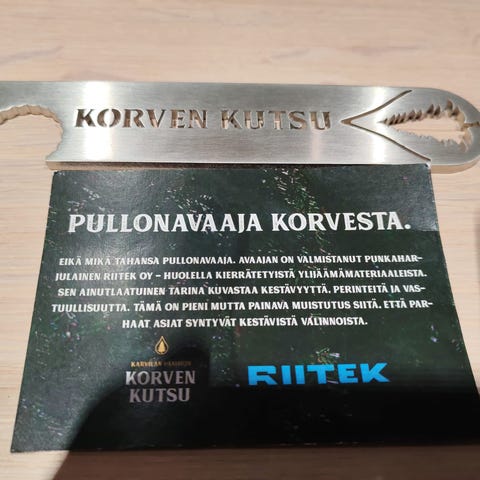 KORVEN KUTSU
PULLONAVAAJA KORVESTA.
EIKÄ MIKÄ TAHANSA PULLONAVAAJA. AVAAJAN ON VALMISTANUT PUNKAHAR-
JULAINEN RIITEK OY – HUOLELLA KIERRÄTETYISTÄ YLIJÄÄMÄMATERIAALEISTA.
SEN AINUTLAATUINEN TARINA KUVASTAA KESTÄVYYTTÄ, PERINTEITÄ JA VAS-
TUULLISUUTTA. TÄMÄ ON PIENI MUTTA PAINAVA MUISTUTUS SIITÄ, ETTÄ PAR-
HAAT ASIAT SYNTYVÄT KESTÄVISTÄ VALINNOISTA.
KARVILAN PANIMON
KORVEN
KUTSU
RIITEK